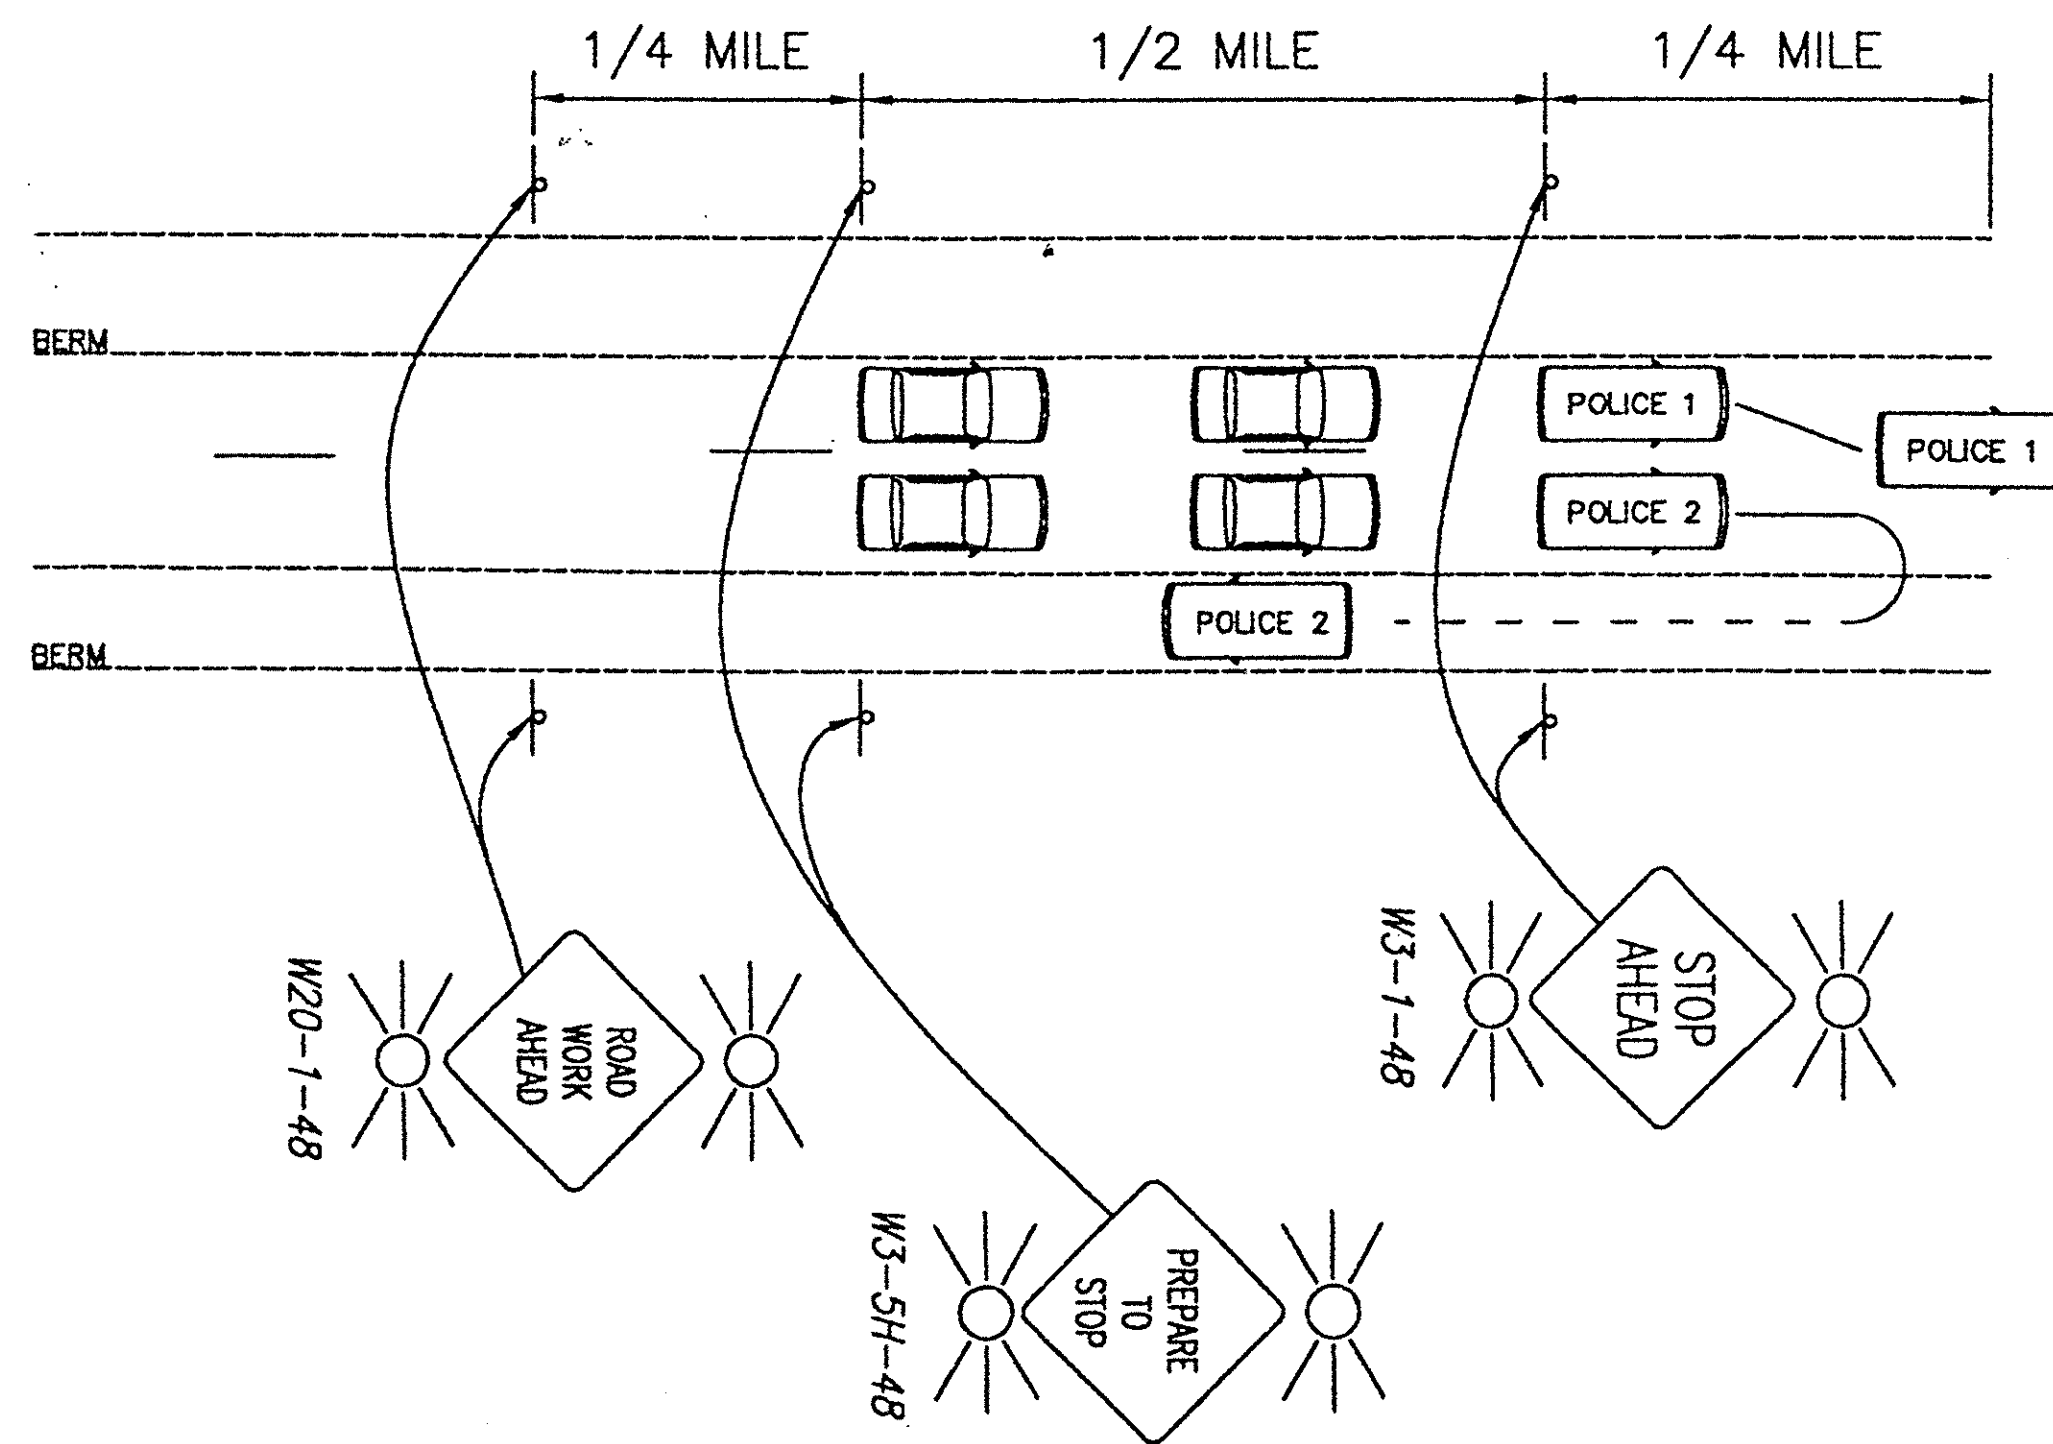 1/4 MILE
1/2 MILE
1/4 MILE
BERM
POLICE 1
POLICE 1
POLICE 2
POLICE 2
BERM
STOP
AHEAD
W3-1-48
ROAD
WORK
AHEAD
W20-1-48
PREPARE
TO
STOP
W3-5H-48